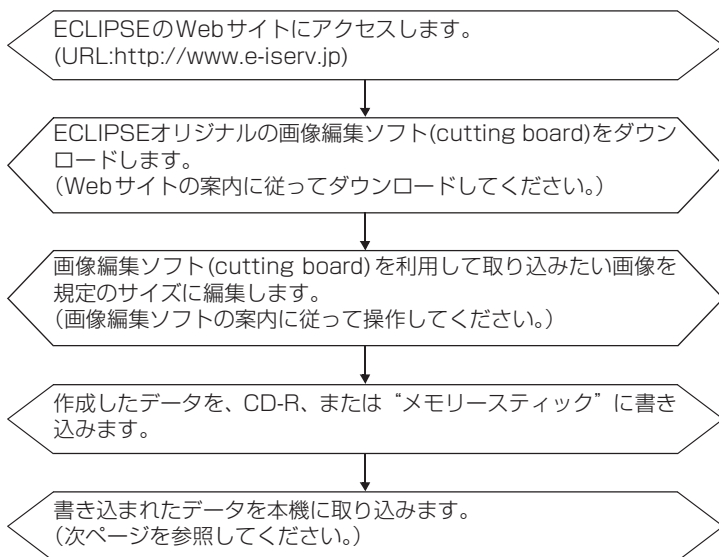 ECLIPSEのWebサイトにアクセスします。
(URL:http://www.e-iserv.jp)
ECLIPSEオリジナルの画像編集ソフト(cutting board)をダウン
ロードします。
(Webサイトの案内に従ってダウンロードしてください。)
画像編集ソフト(cutting board)を利用して取り込みたい画像を
規定のサイズに編集します。
(画像編集ソフトの案内に従って操作してください。)
作成したデータを、CD-R、または“メモリースティック”に書き
込みます。
書き込まれたデータを本機に取り込みます。
(次ページを参照してください。)